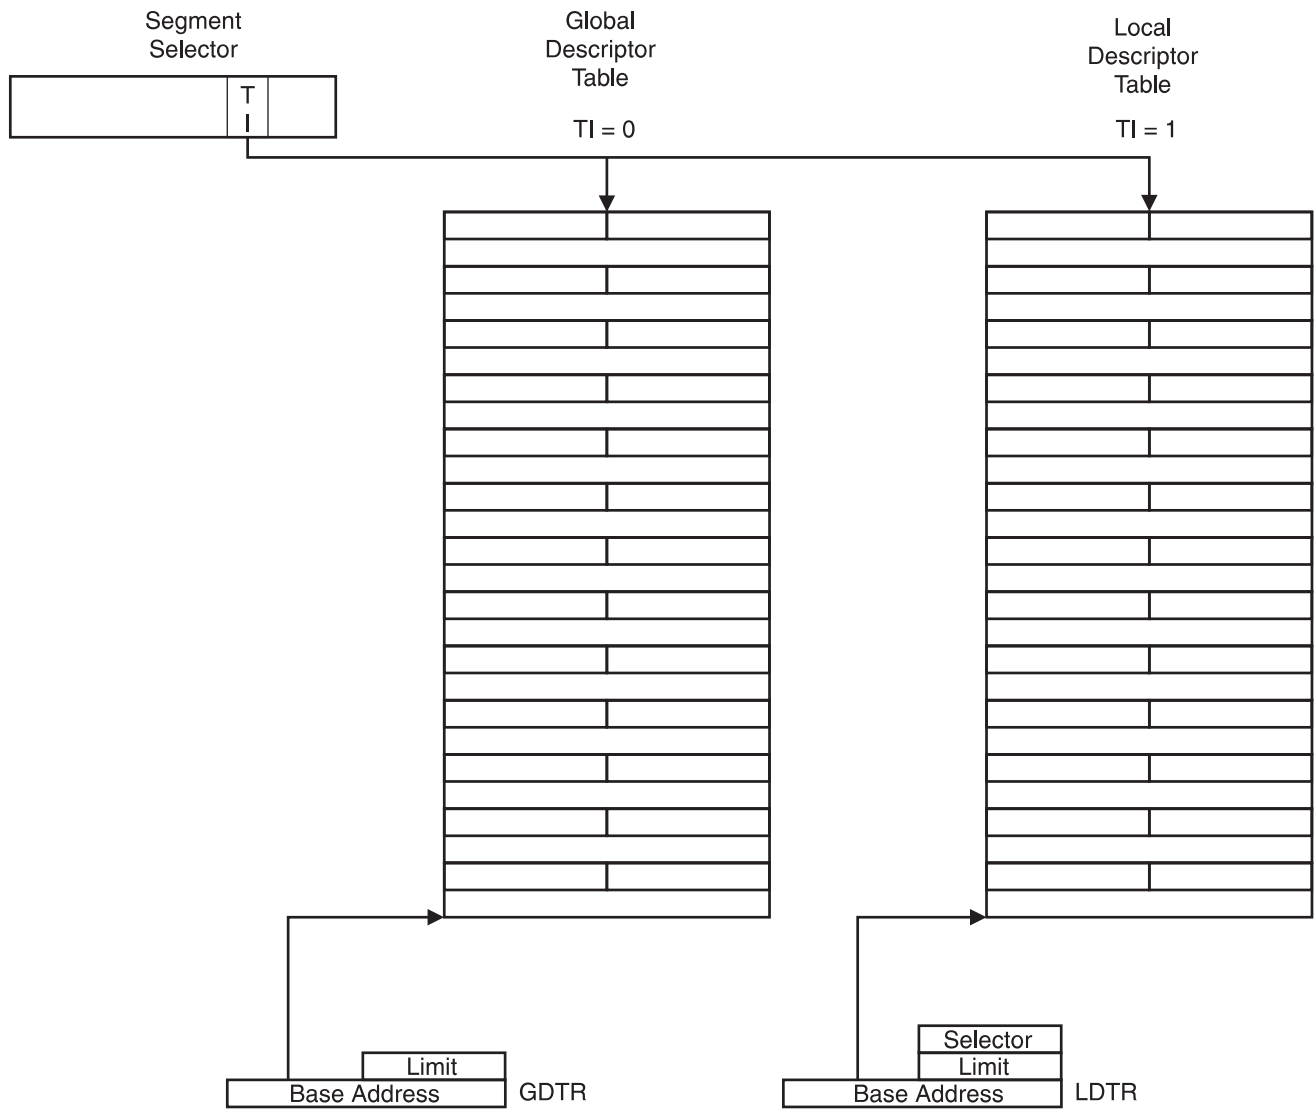 Segment
Selector
Global
Descriptor
Table
Local
Descriptor
Table
T
I
TI = 0
TI = 1
Selector
Limit
Limit
Base Address
GDTR
Base Address
LDTR